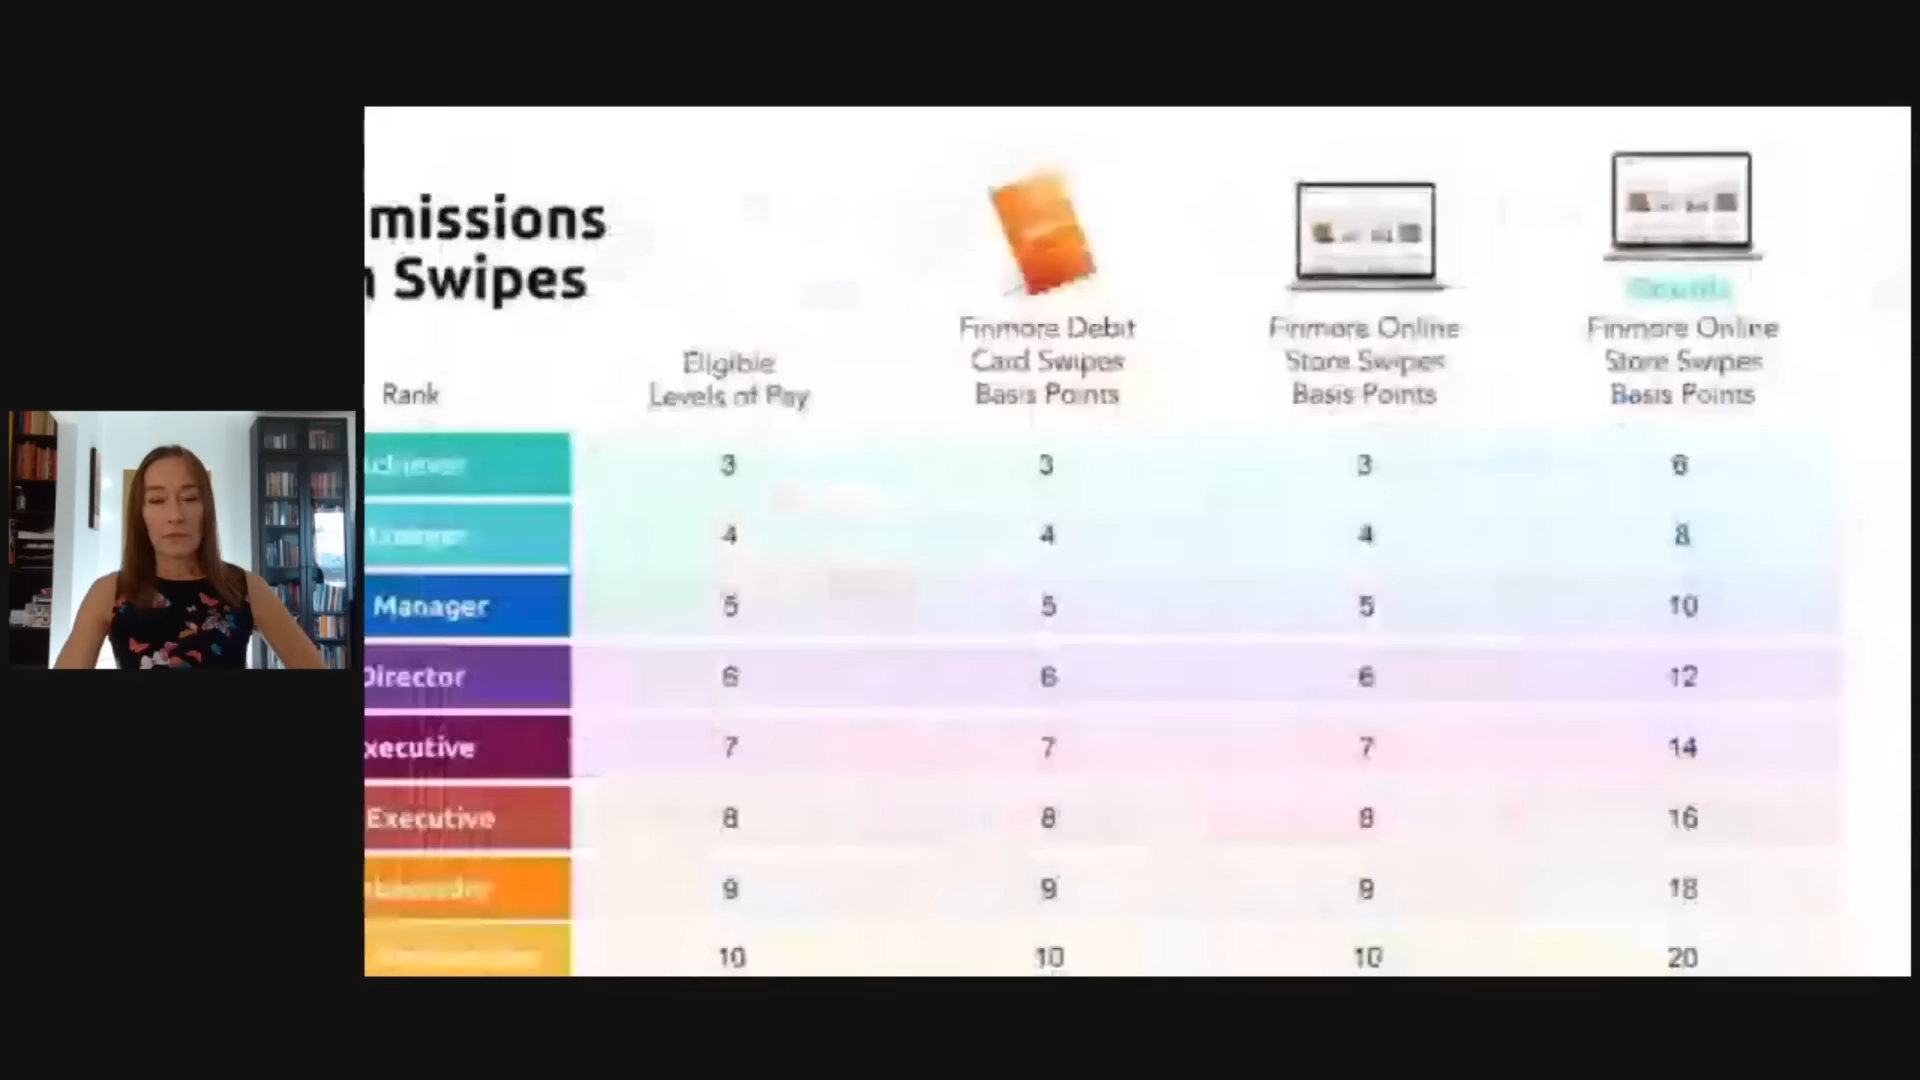 missions
n Swipes
Rank
Eligible
Levels of Pay
Finmore Debit
Card Swipes
Basis Points
Finmore Online
Store Swipes
Basis Points
Finmore Online
Store Swipes
Basis Points
chiever 3 3 3 6
4 4 4 8
Manager 5 5 5 10
Director 6 6 6 12
xecutive 7 7 7 14
Executive 8 8 8 16
mbassador 9 9 9 18
10 10 10 20